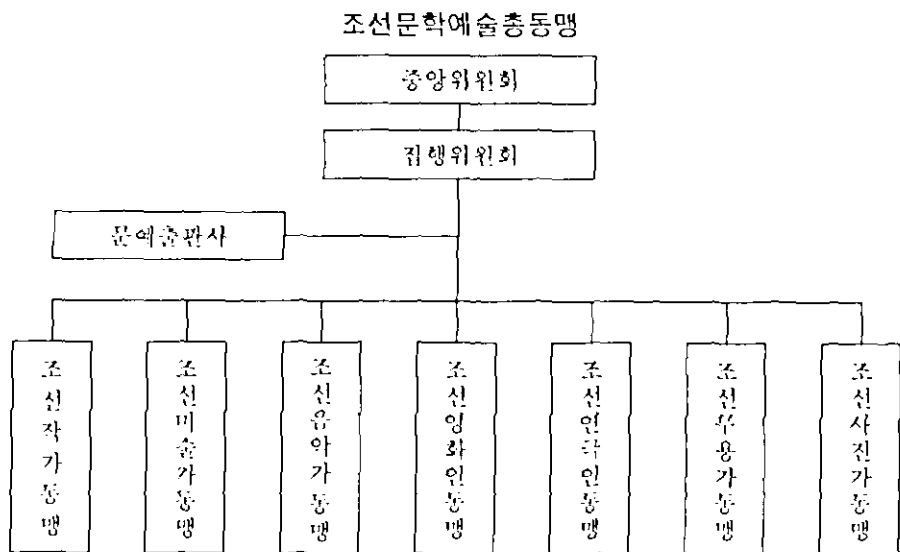 조선문학예술총동맹
중앙위원회
집행위원회
문예출판사
조선작가동맹
조선미술가동맹
조선음악가동맹
조선영화인동맹
조선연극인동맹
조선무용가동맹
조선사진가동맹